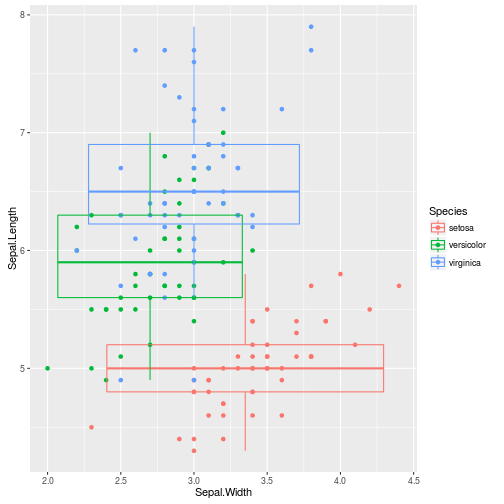 8
7
6
5
Sepal.Length
2.0 2.5 3.0 3.5 4.0 4.5
Sepal.Width
Species
setosa
versicolor
virginica